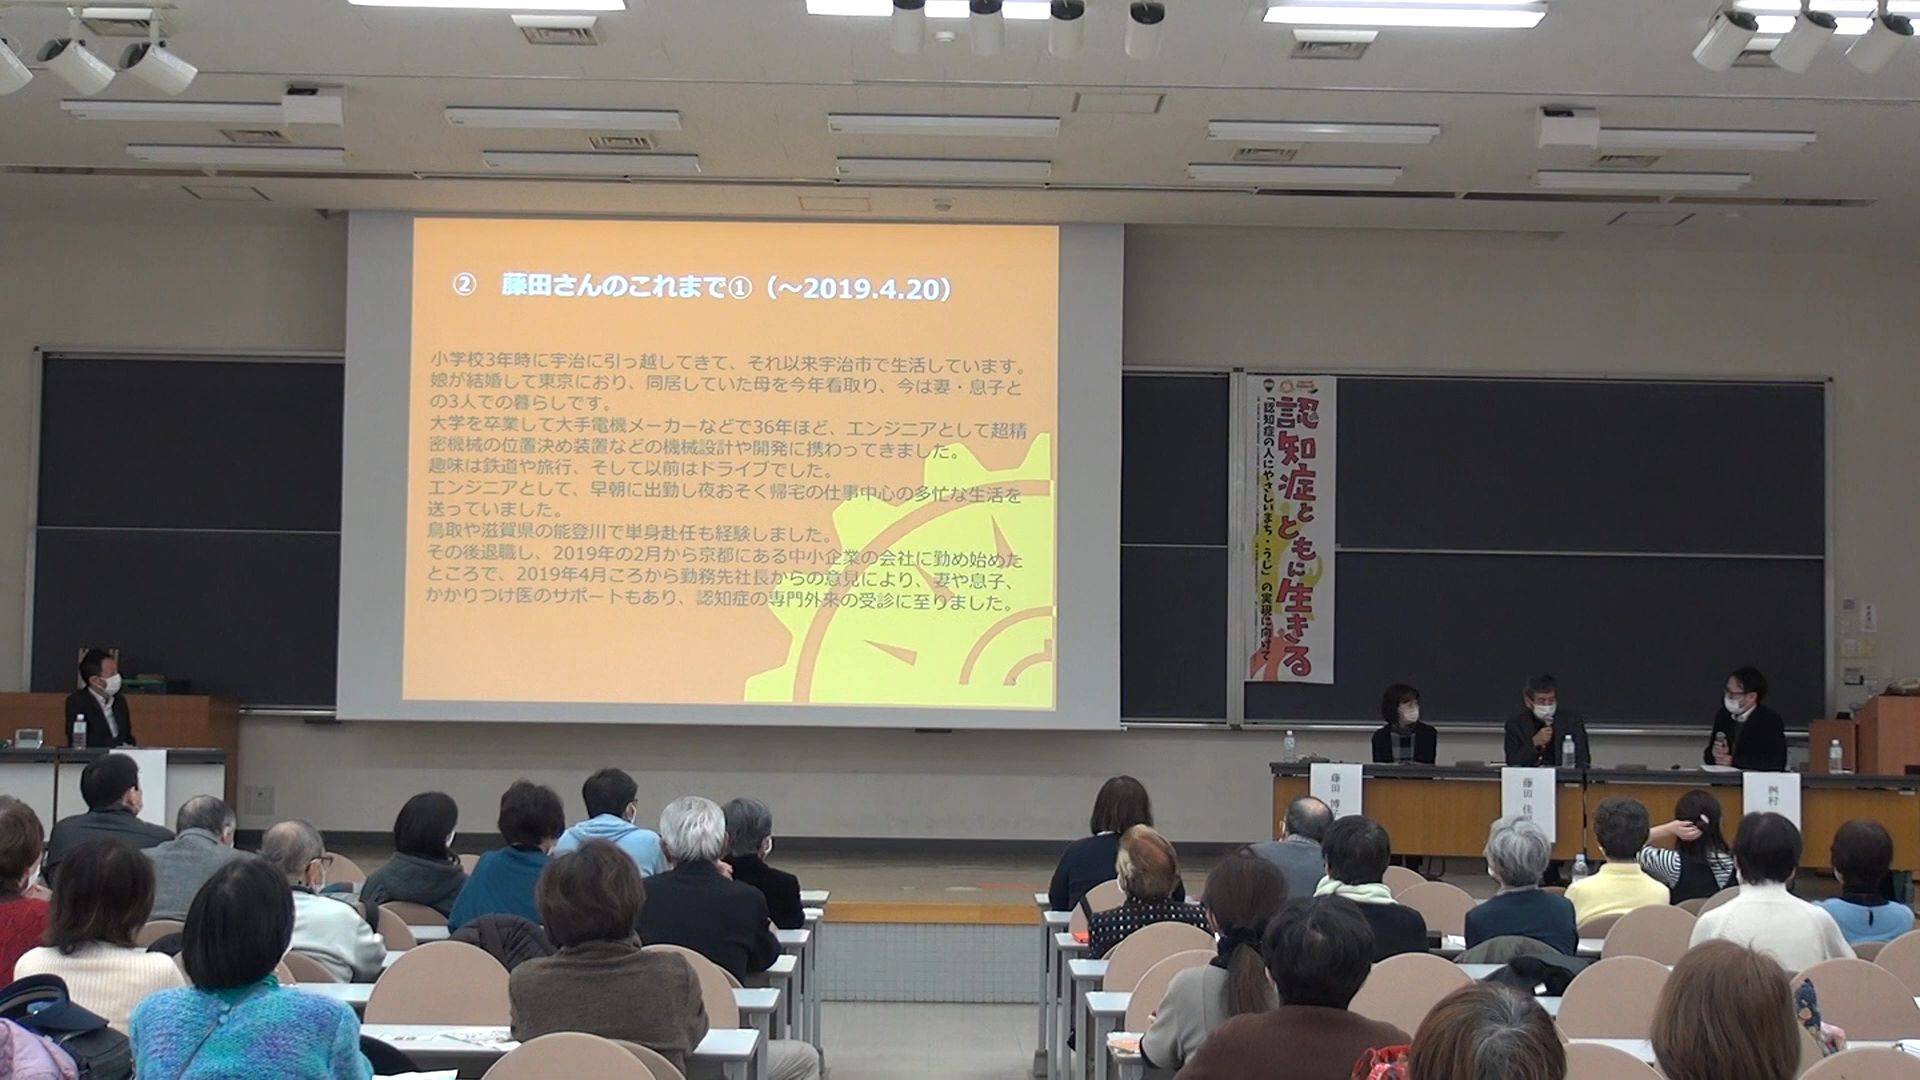 ② 藤田さんのこれまで①（～2019.4.20）
小学校3年時に宇治に引っ越してきて、それ以来宇治市で生活しています。
娘が結婚して東京におり、同居していた母を今年看取り、今は妻・息子と
の3人での暮らしです。
大学を卒業して大手電機メーカーなどで36年ほど、エンジニアとして超精
密機械の位置決め装置などの機械設計や開発に携わってきました。
趣味は鉄道や旅行、そして以前はドライブでした。
エンジニアとして、早朝に出勤し夜おそく帰宅の仕事中心の多忙な生活を
送っていました。
鳥取や滋賀県の能登川で単身赴任も経験しました。
その後退職し、2019年の2月から京都にある中小企業の会社に勤め始めた
ところで、2019年4月ころから勤務先社長からの意見により、妻や息子、
かかりつけ医のサポートもあり、認知症の専門外来の受診に至りました。
認知症とともに生きる
「認知症の人にやさしいまち・うじ」の実現に向けて
藤田 博
藤田 佳
桝村